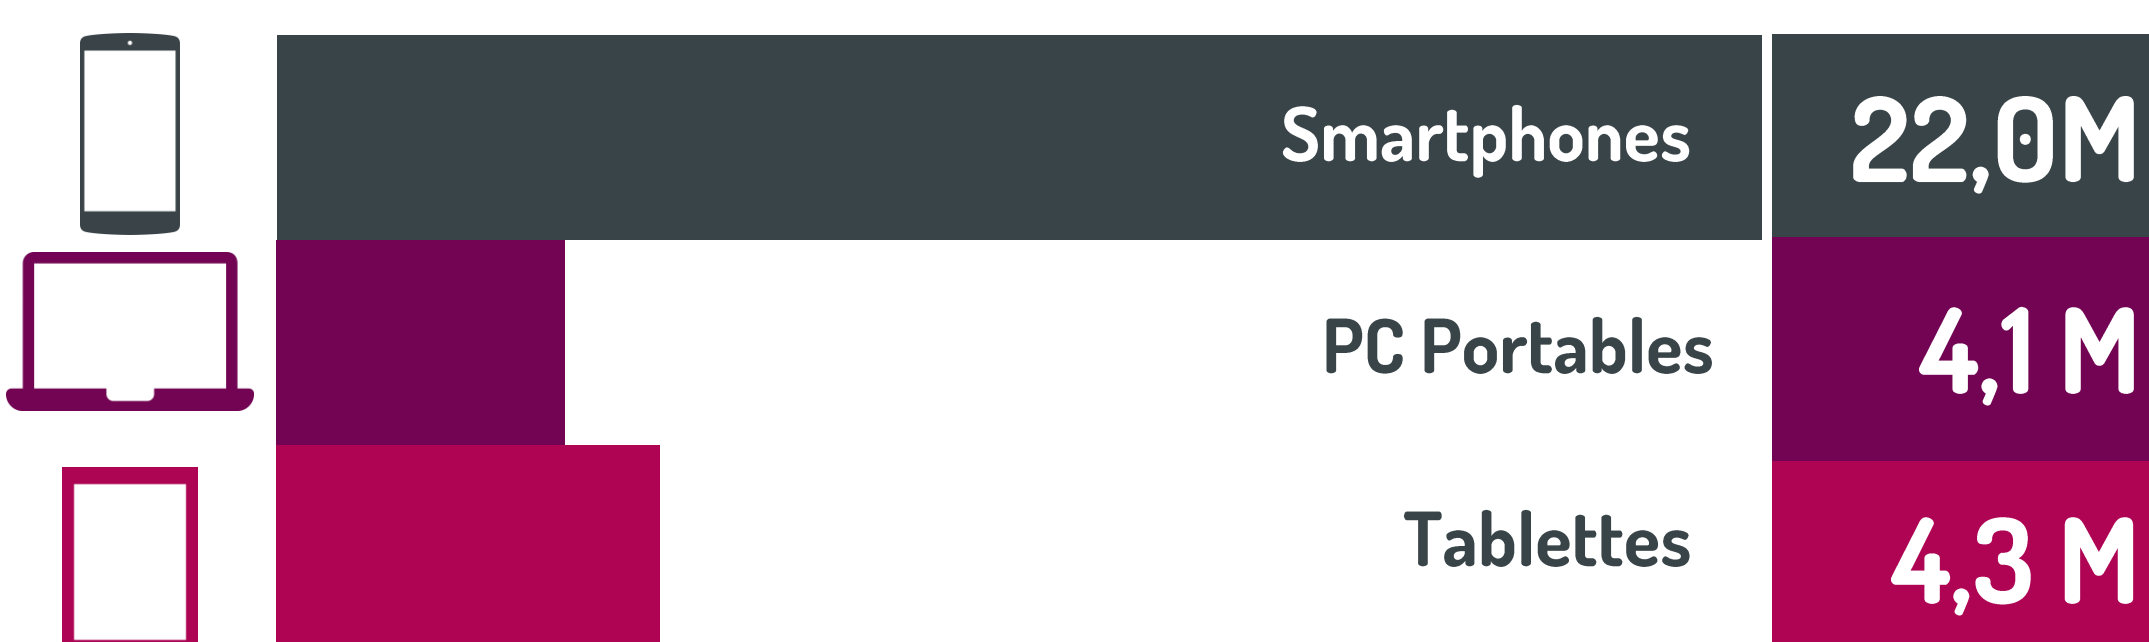 Smartphones 22,0M
PC Portables 4,1 M
Tablettes 4,3 M